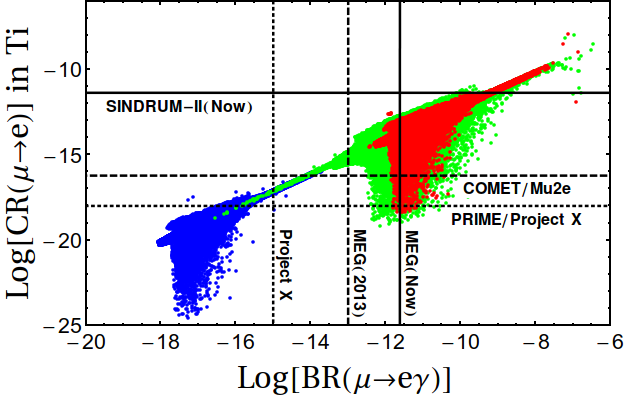 Log[CR(μ→e)] in Ti
−10
−15
−20
−25
SINDRUM−II(Now)
COMET/Mu2e
PRIME/Project X
Project X
MEG(2013)
MEG(Now)
−20
−18
−16
−14
−12
−10
−8
−6
Log[BR(μ→eγ)]